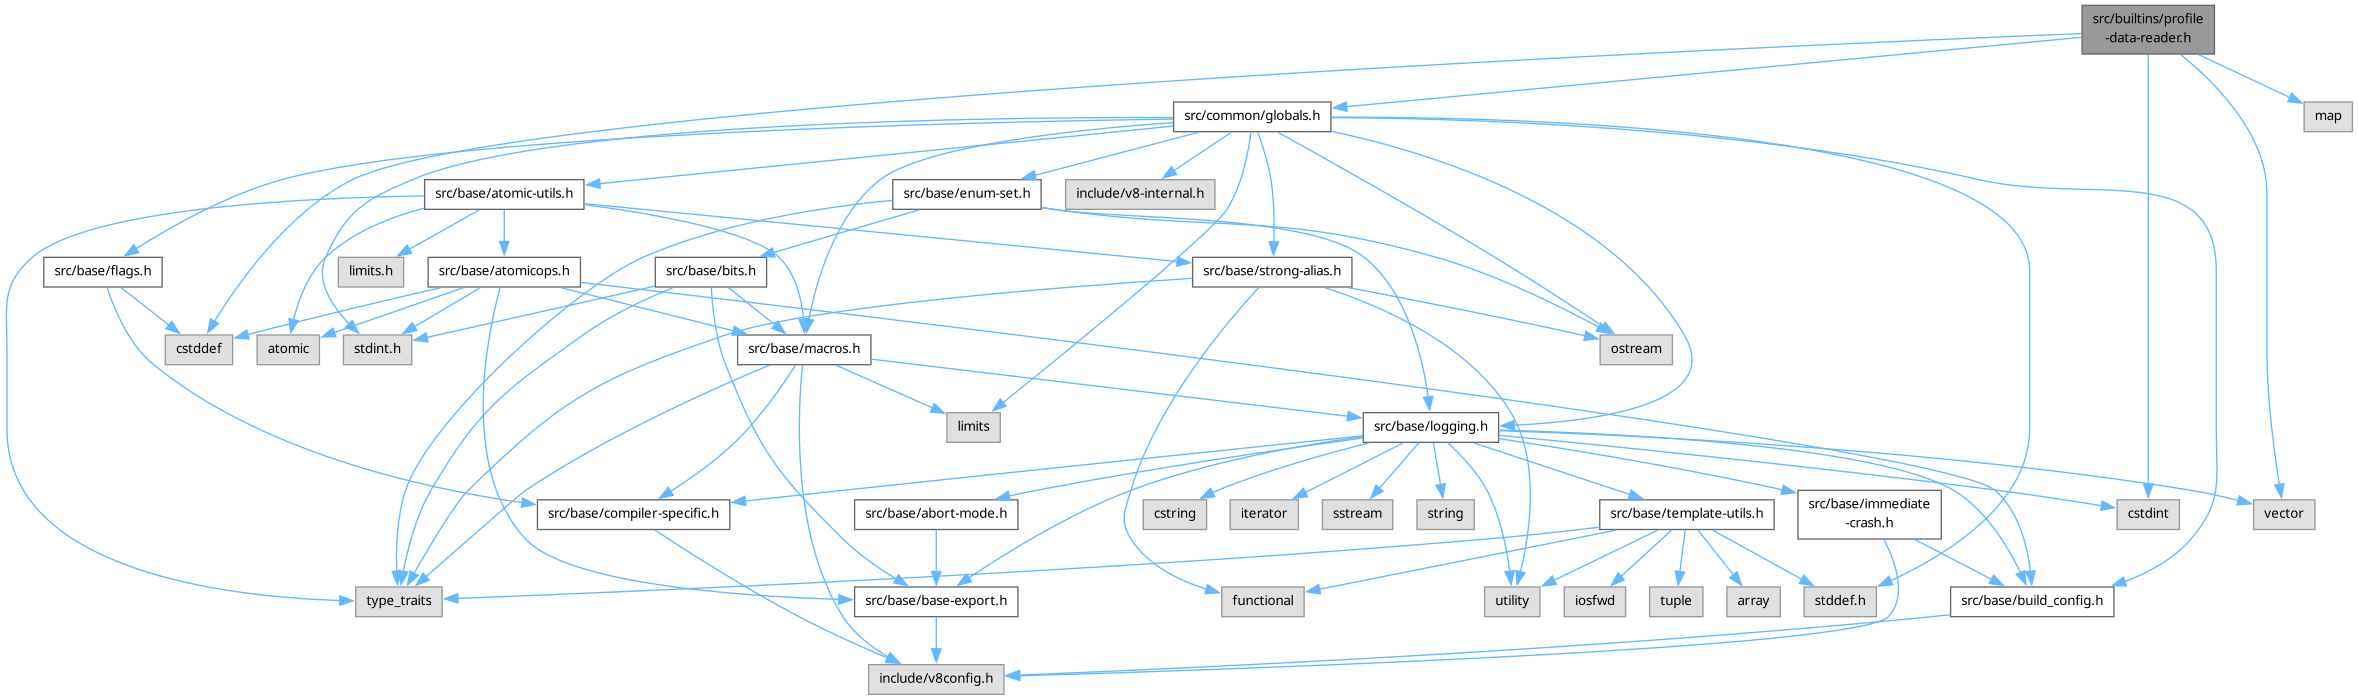 src/builtins/profile
-data-reader.h
src/common/globals.h
map
src/base/atomic-utils.h
src/base/enum-set.h
include/v8-internal.h
src/base/flags.h
limits.h
src/base/atomicops.h
src/base/bits.h
src/base/strong-alias.h
cstddef
atomic
stdint.h
src/base/macros.h
ostream
limits
src/base/logging.h
src/base/compiler-specific.h
src/base/abort-mode.h
cstring
iterator
sstream
string
src/base/template-utils.h
src/base/immediate
-crash.h
cstdint
vector
type_traits
src/base/base-export.h
functional
utility
iosfwd
tuple
array
stddef.h
src/base/build_config.h
include/v8config.h